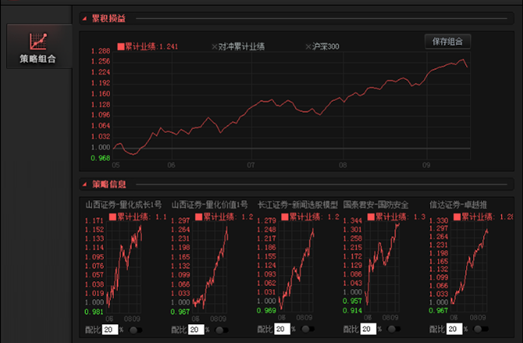 累积损益
策略组合
累计业绩:1.241
对冲累计业绩
沪深300
保存组合
1.288
1.256
1.224
1.192
1.160
1.128
1.096
1.064
1.032
1.000
0.968
05 06 07 08 09
策略信息
山西证券-量化成长1号 山西证券-量化价值1号 长江证券-新闻选股模型 国泰君安-国防安全 信达证券-卓越推
累计业绩: 1.1 累计业绩: 1.2 累计业绩: 1.2 累计业绩: 1.3 累计业绩: 1.28
1.171 1.297 1.279 1.344 1.330
1.152 1.264 1.248 1.301 1.297
1.133 1.231 1.217 1.258 1.264
1.114 1.198 1.186 1.215 1.231
1.095 1.165 1.155 1.172 1.198
1.076 1.132 1.124 1.129 1.165
1.057 1.099 1.093 1.086 1.132
1.038 1.066 1.062 1.043 1.099
1.019 1.033 1.031 1.000 1.066
1.000 1.000 1.000 0.957 1.033
0.981 0.967 0.969 0.914 1.000
0.967
08 0809 08 0809 08 0809 08 0809 08 0809
配比 20 % 配比 20 % 配比 20 % 配比 20 % 配比 20 %